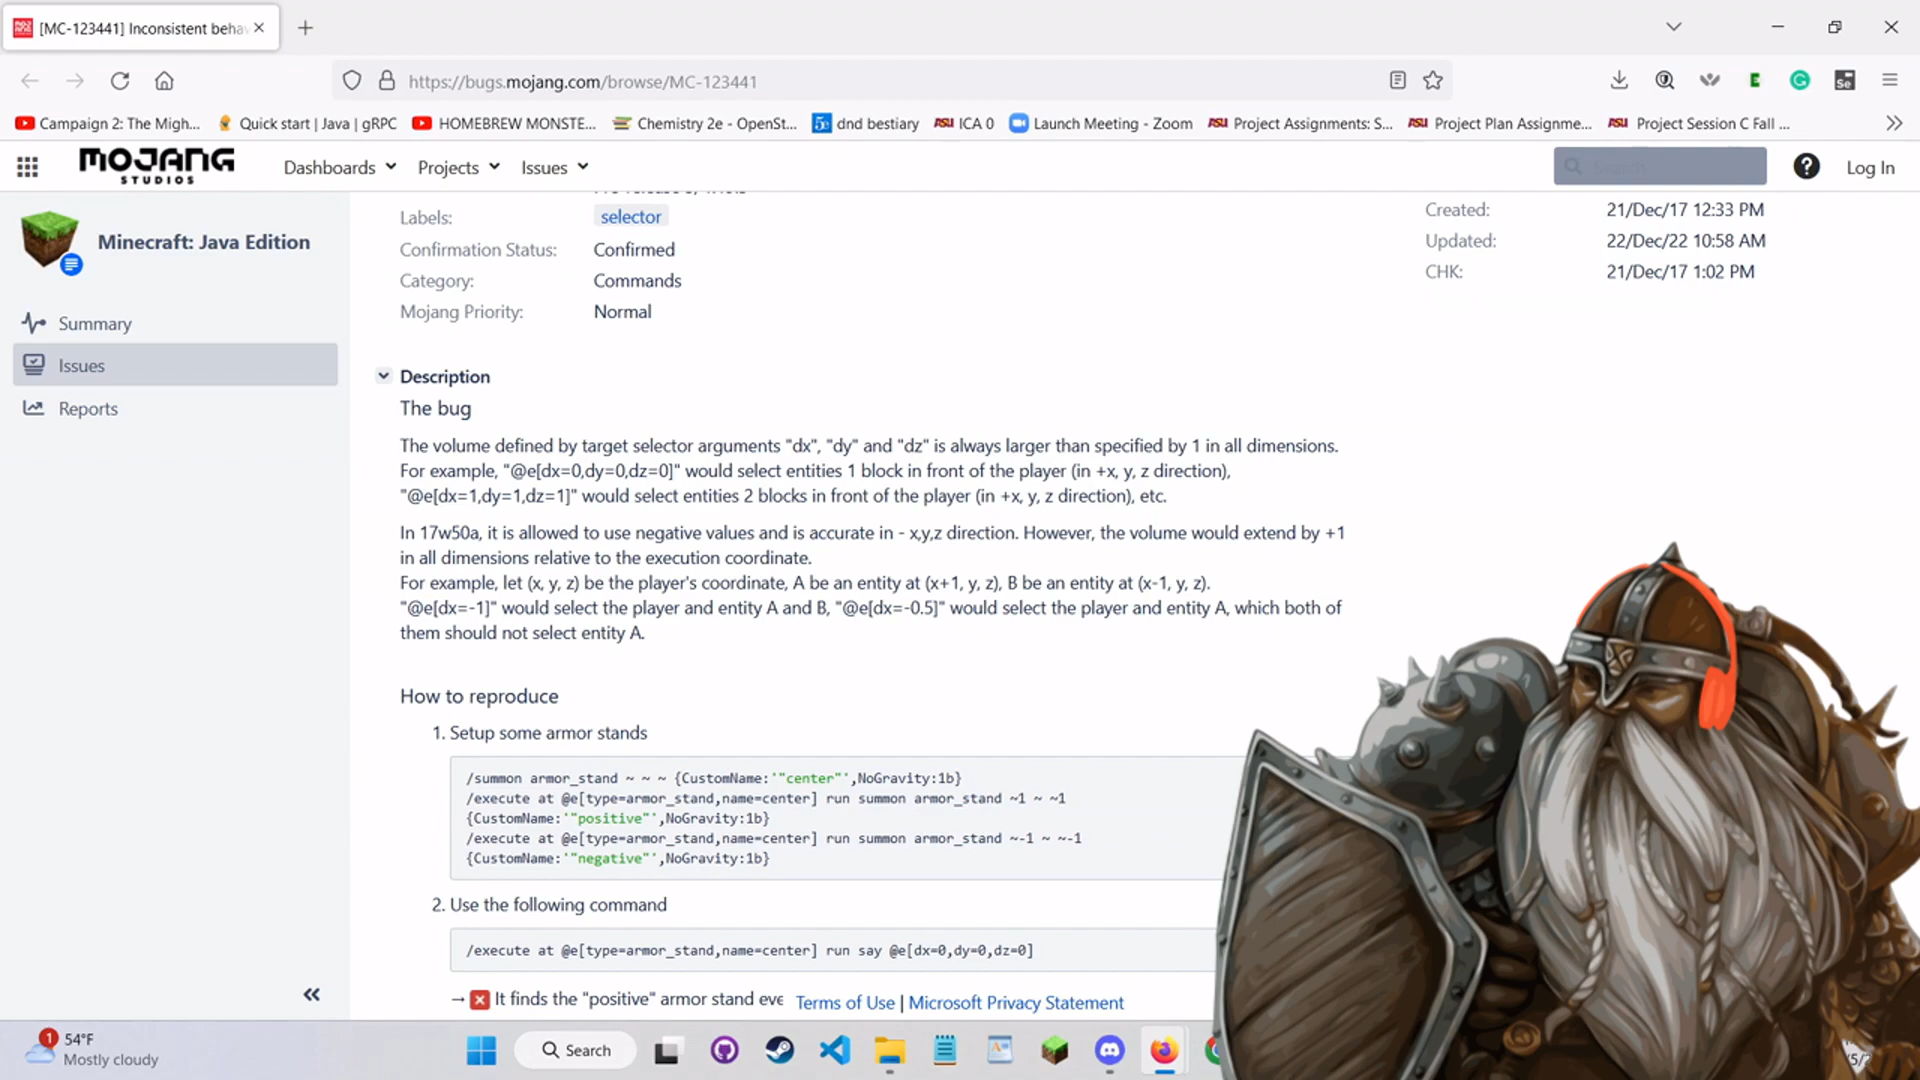 [MC-123441] Inconsistent beha
https://bugs.mojang.com/browse/MC-123441
Campaign 2: The Migh...
Quick start | Java | gRPC
HOMEBREW MONSTE...
Chemistry 2e - OpenSt...
dnd bestiary
ICA 0
Launch Meeting - Zoom
Project Assignments: S...
Project Plan Assignme...
Project Session C Fall ...
MOJANG
STUDIOS
Dashboards
Projects
Issues
Log In
Minecraft: Java Edition
Summary
Issues
Reports
Labels: selector
Confirmation Status: Confirmed
Category: Commands
Mojang Priority: Normal
Created: 21/Dec/17 12:33 PM
Updated: 22/Dec/22 10:58 AM
CHK: 21/Dec/17 1:02 PM
Description
The bug
The volume defined by target selector arguments "dx", "dy" and "dz" is always larger than specified by 1 in all dimensions.
For example, "@e[dx=0,dy=0,dz=0]" would select entities 1 block in front of the player (in +x, y, z direction),
"@e[dx=1,dy=1,dz=1]" would select entities 2 blocks in front of the player (in +x, y, z direction), etc.
In 17w50a, it is allowed to use negative values and is accurate in - x,y,z direction. However, the volume would extend by +1
in all dimensions relative to the execution coordinate.
For example, let (x, y, z) be the player's coordinate, A be an entity at (x+1, y, z), B be an entity at (x-1, y, z).
"@e[dx=-1]" would select the player and entity A and B, "@e[dx=-0.5]" would select the player and entity A, which both of
them should not select entity A.
How to reproduce
1. Setup some armor stands
/summon armor_stand ~ ~ ~ {CustomName:'"center"',NoGravity:1b}
/execute at @e[type=armor_stand,name=center] run summon armor_stand ~1 ~ ~1
{CustomName:'"positive"',NoGravity:1b}
/execute at @e[type=armor_stand,name=center] run summon armor_stand ~-1 ~ ~-1
{CustomName:'"negative"',NoGravity:1b}
2. Use the following command
/execute at @e[type=armor_stand,name=center] run say @e[dx=0,dy=0,dz=0]
→ It finds the "positive" armor stand eve
Terms of Use | Microsoft Privacy Statement
1
54°F
Mostly cloudy
Search